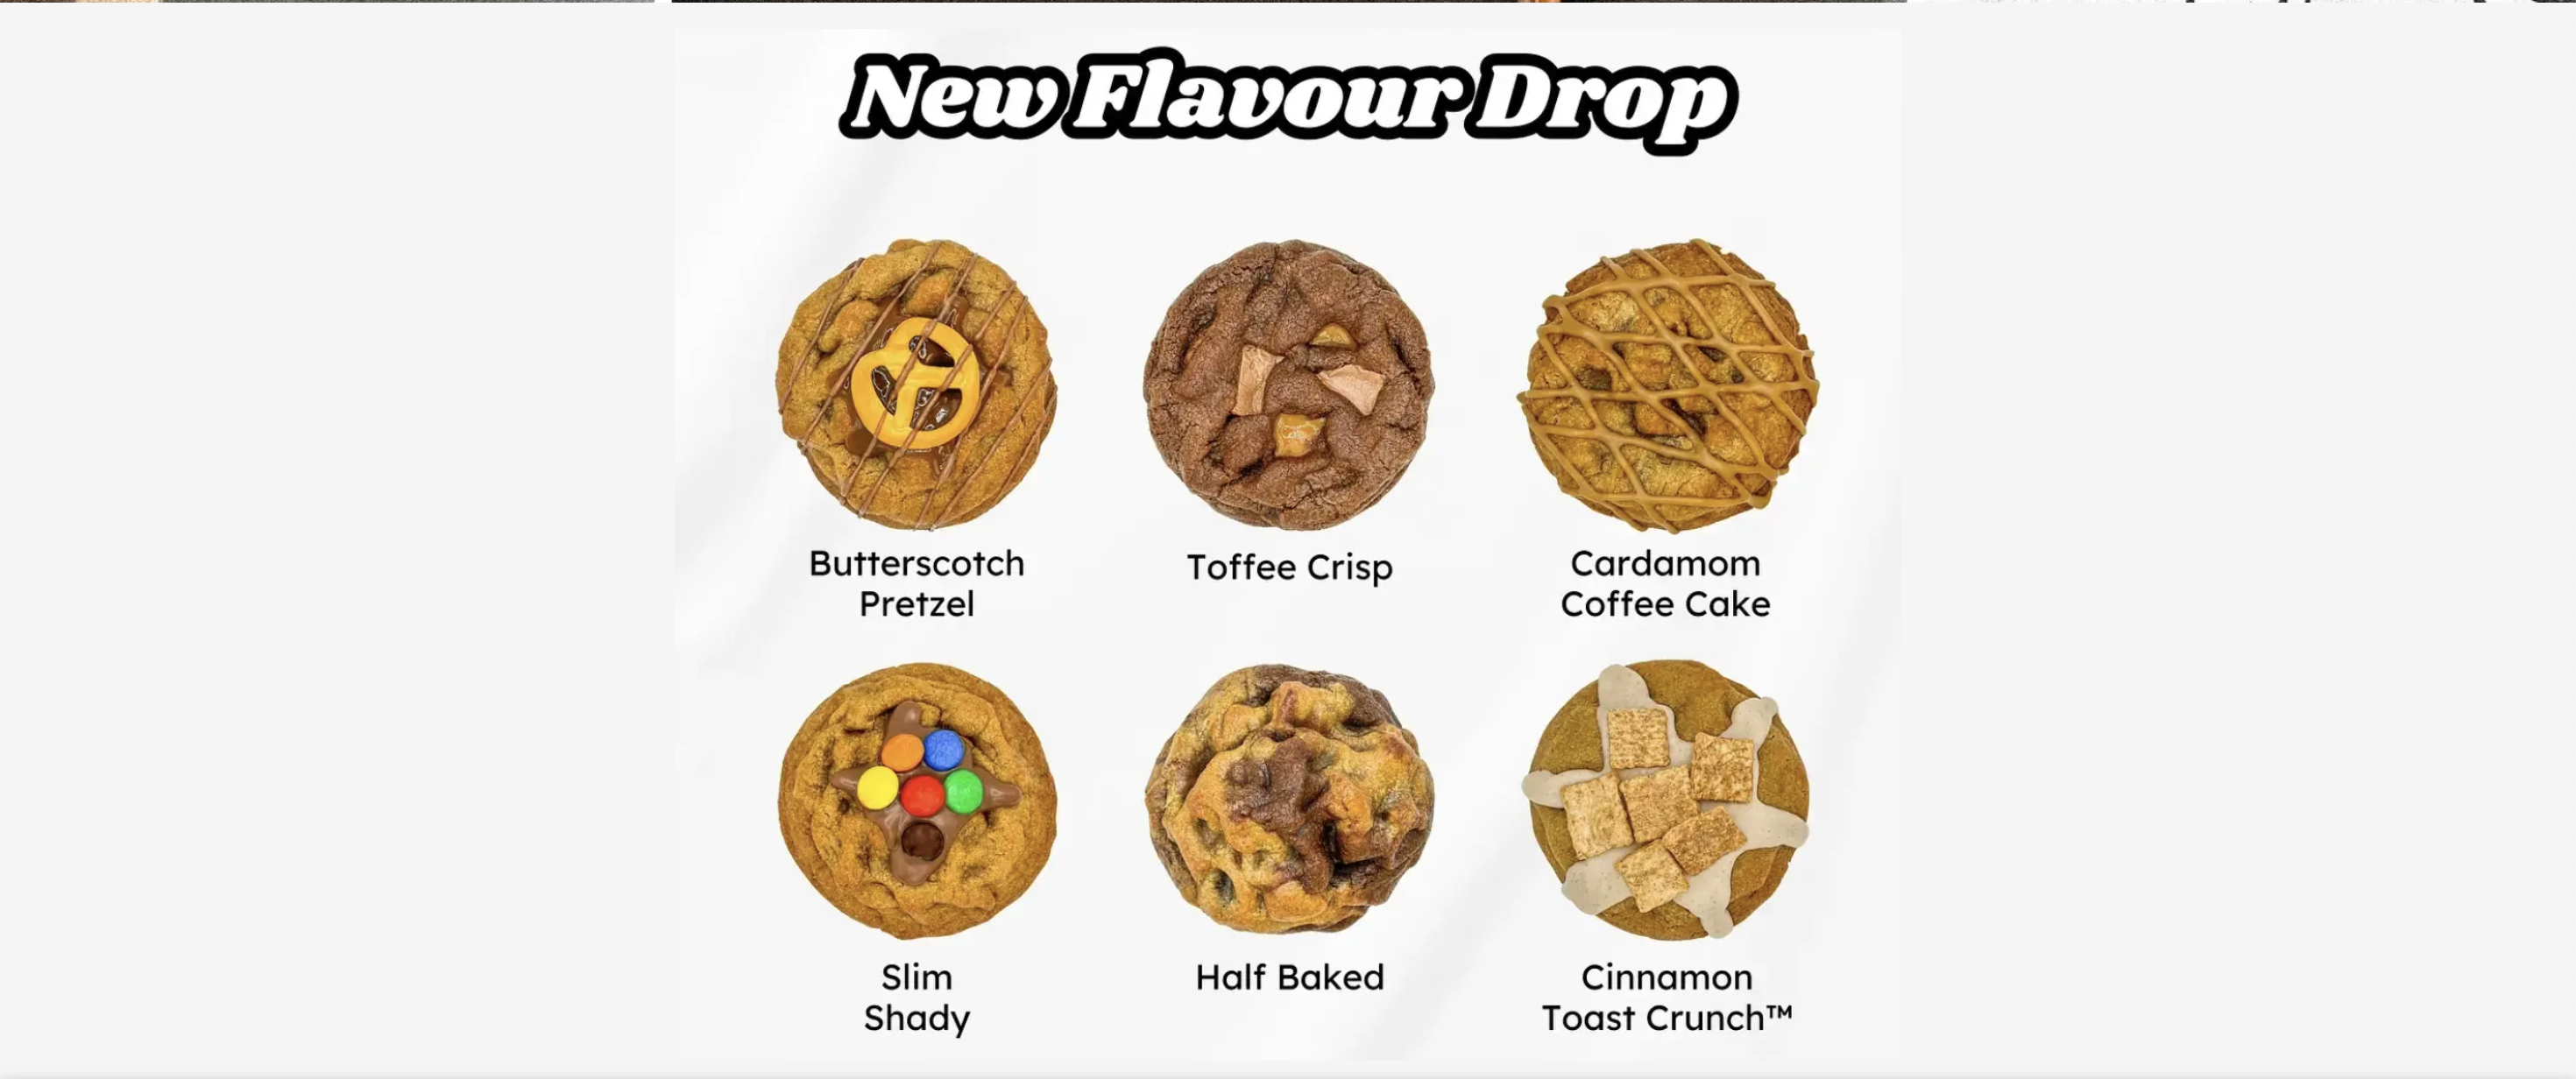 New Flavour Drop
Butterscotch
Pretzel
Toffee Crisp
Cardamom
Coffee Cake
Slim
Shady
Half Baked
Cinnamon
Toast Crunch™